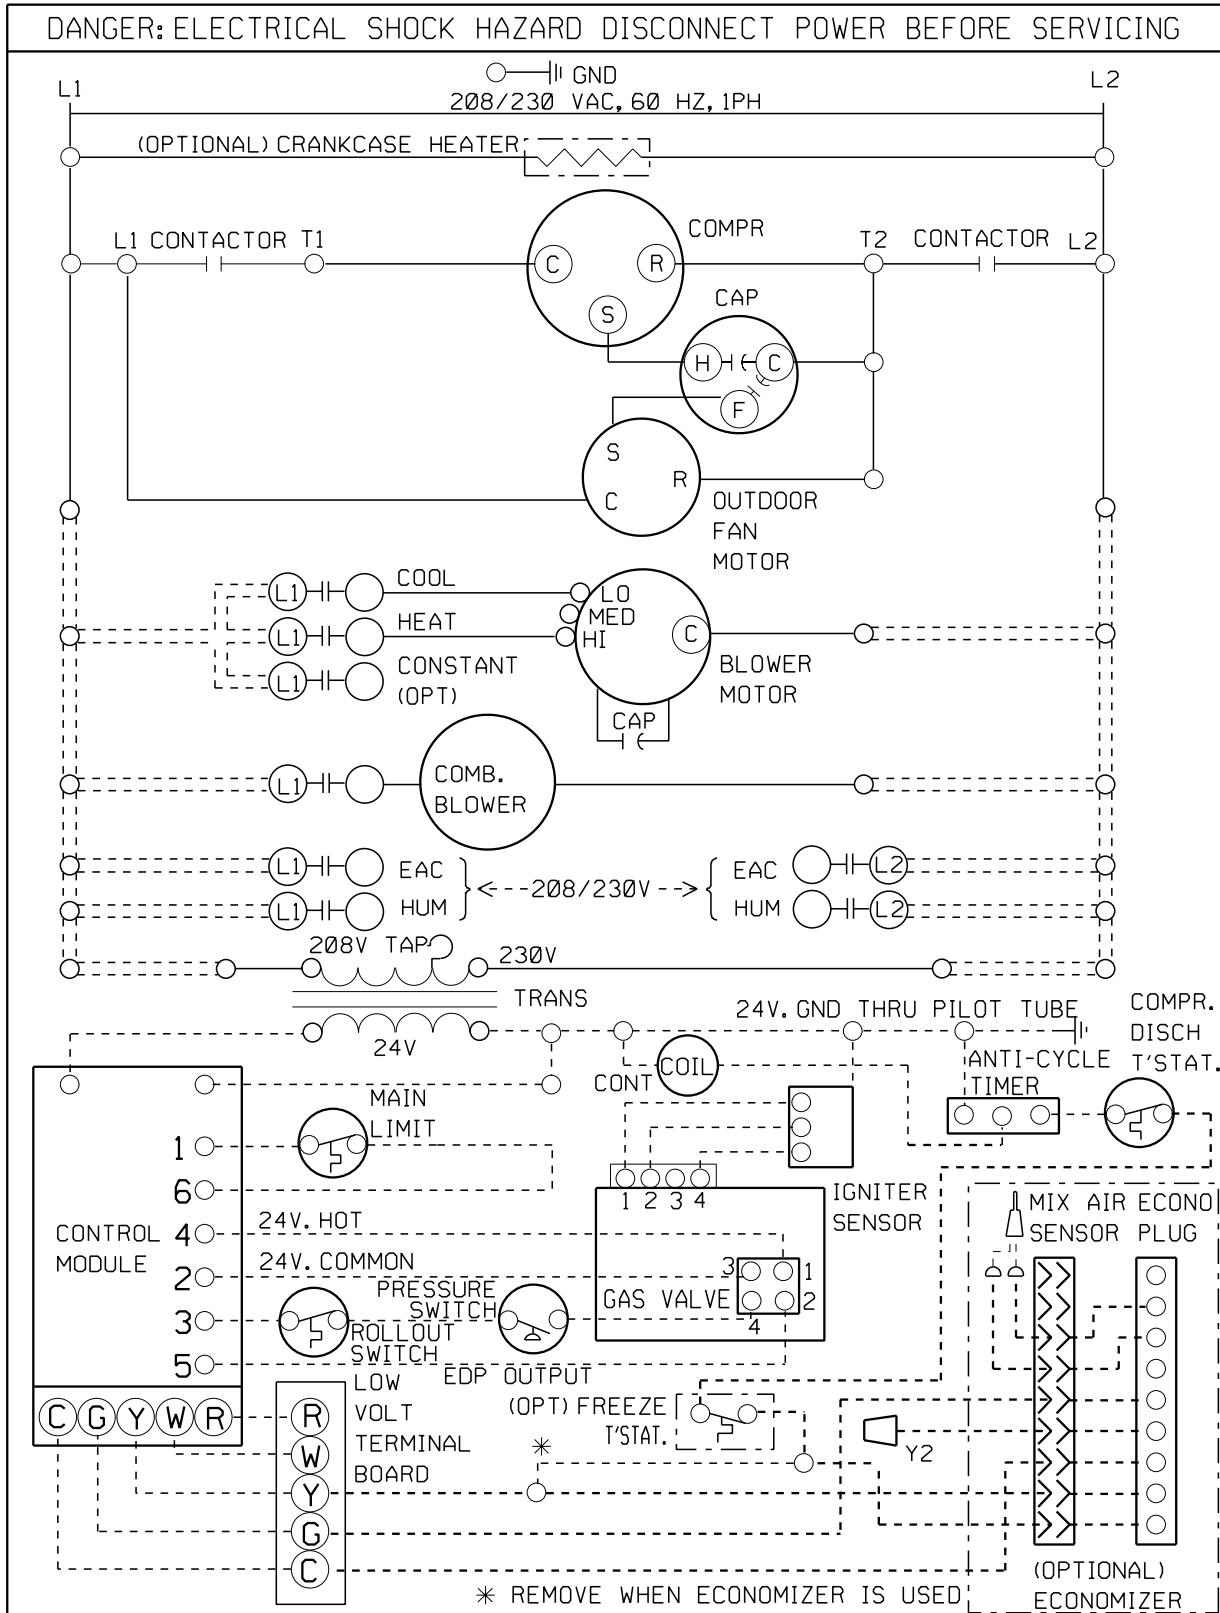 DANGER: ELECTRICAL SHOCK HAZARD DISCONNECT POWER BEFORE SERVICING
GND
L1
L2
208/230 VAC, 60 HZ, 1PH
(OPTIONAL) CRANKCASE HEATER
COMPR
L1 CONTACTOR T1
T2 CONTACTOR L2
C
R
S
CAP
H
C
F
S
R
C
OUTDOOR
FAN
MOTOR
L1
COOL
LO
MED
HI
L1
HEAT
C
L1
CONSTANT
(OPT)
BLOWER
MOTOR
CAP
L1
COMB.
BLOWER
L1
EAC
208/230V
EAC
L2
L1
HUM
HUM
L2
208V TAP
230V
TRANS
24V
24V. GND THRU PILOT TUBE
COMPR.
DISCH
T'STAT.
CONT
COIL
ANTI-CYCLE
TIMER
MAIN
LIMIT
1
6
4
2
3
5
CONTROL
MODULE
24V. HOT
24V. COMMON
PRESSURE
SWITCH
ROLLOUT
SWITCH
EDP OUTPUT
1 2 3 4
IGNITER
SENSOR
3
1
GAS VALVE
2
4
MIX AIR
SENSOR
ECONO
PLUG
C G Y W R
LOW
VOLT
TERMINAL
BOARD
R
W
Y
G
C
(OPT) FREEZE
T'STAT.
*
Y2
(OPTIONAL)
ECONOMIZER
* REMOVE WHEN ECONOMIZER IS USED